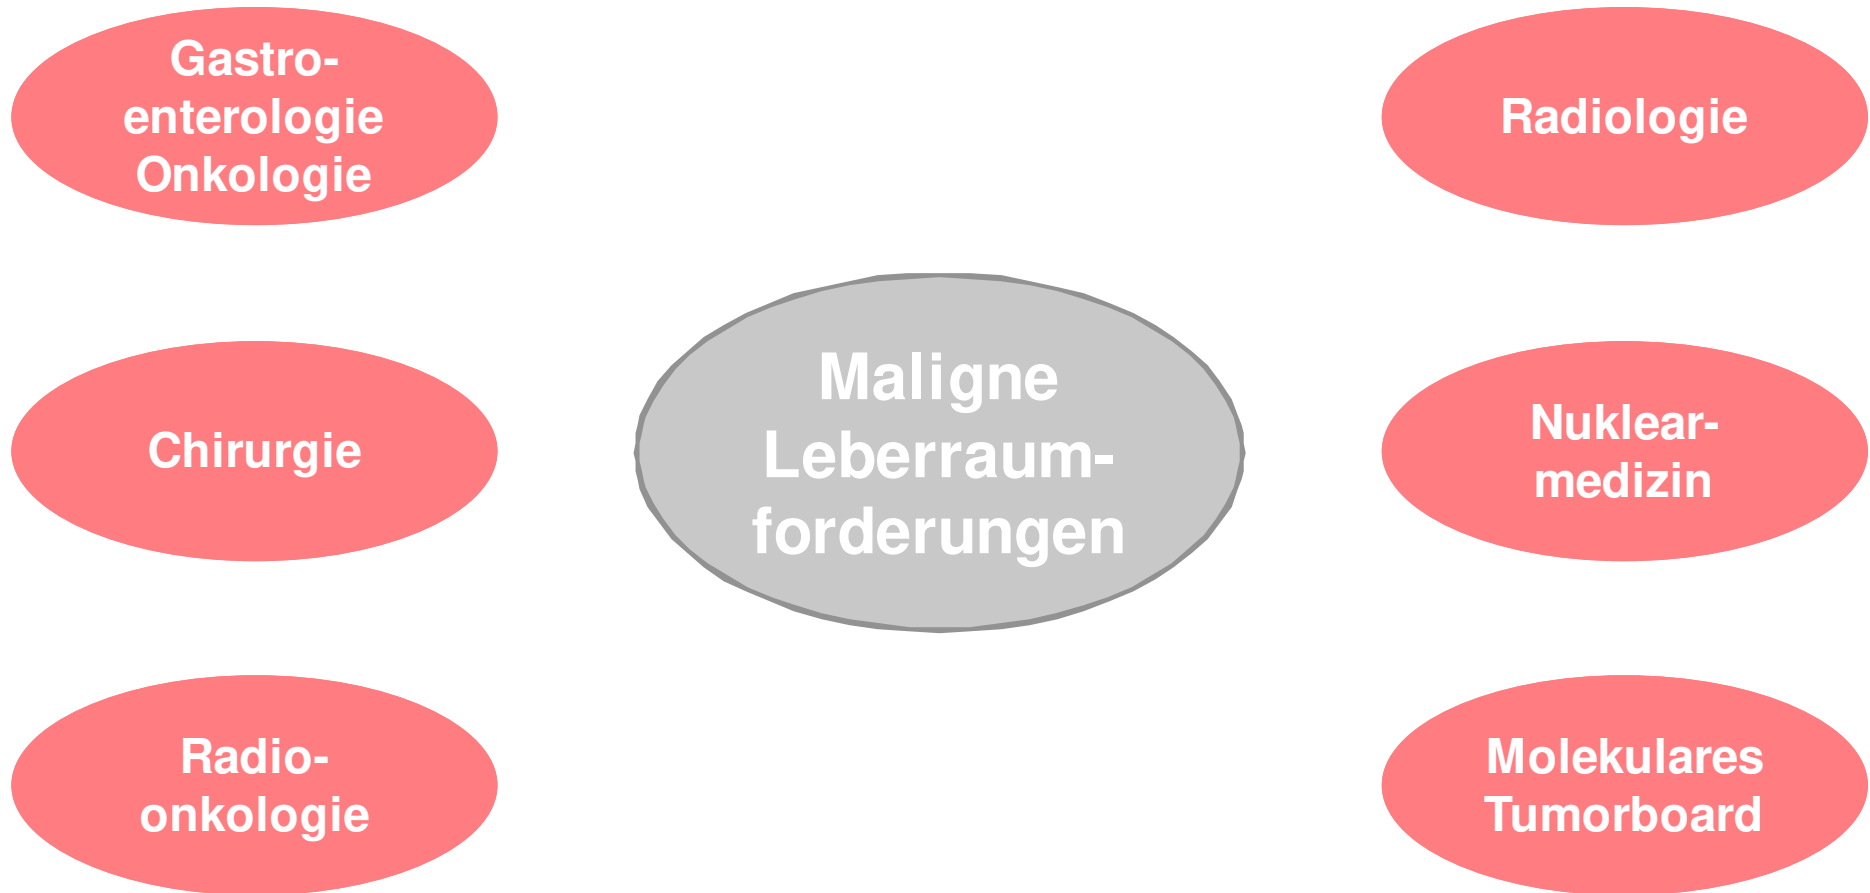 Gastro-
enterologie
Onkologie
Radiologie
Maligne
Leberraum-
forderungen
Chirurgie
Nuklear-
medizin
Radio-
onkologie
Molekulares
Tumorboard